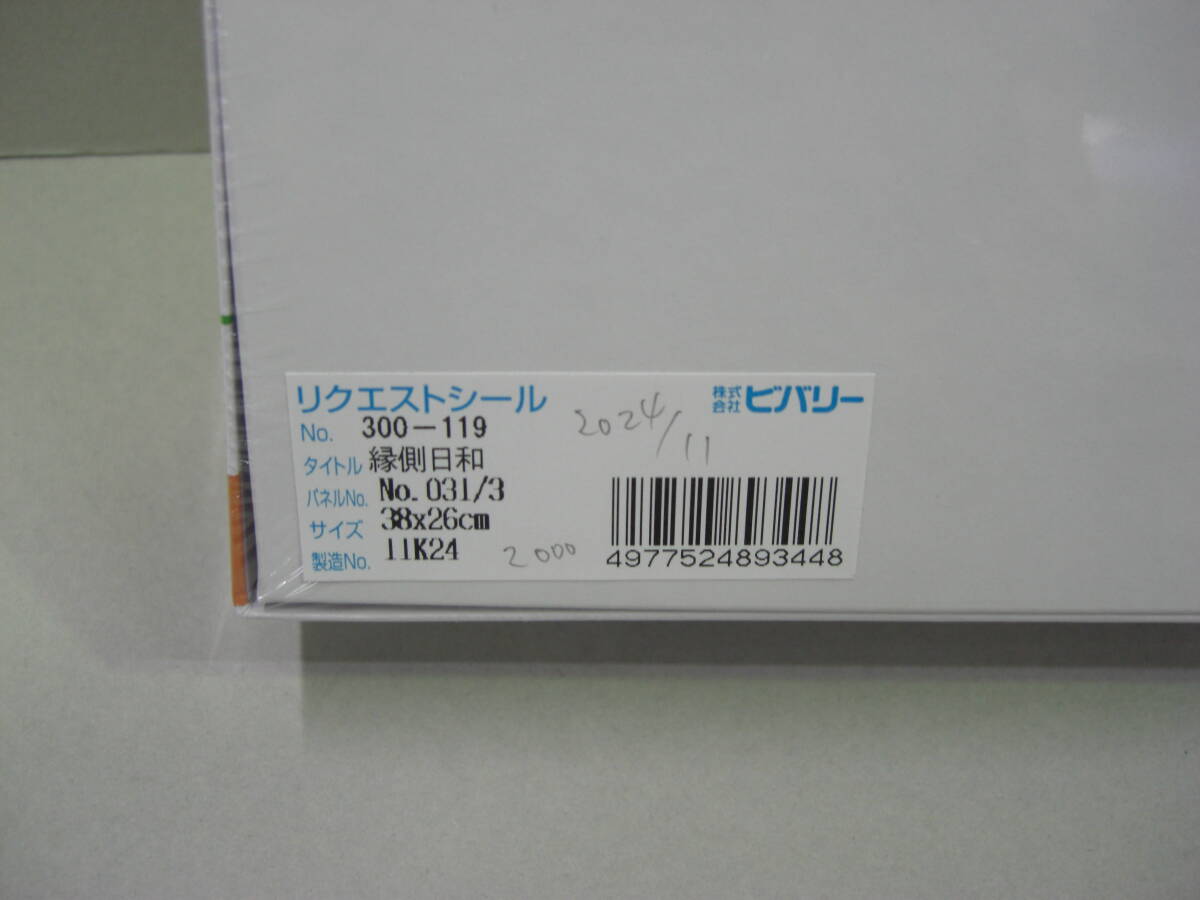 リクエストシール
株式会社 ビバリー
No. 300-119
2024/11
タイトル 縁側日和
パネルNo. No.031/3
サイズ 38x26cm
製造No. 11K24
2000
4977524893448